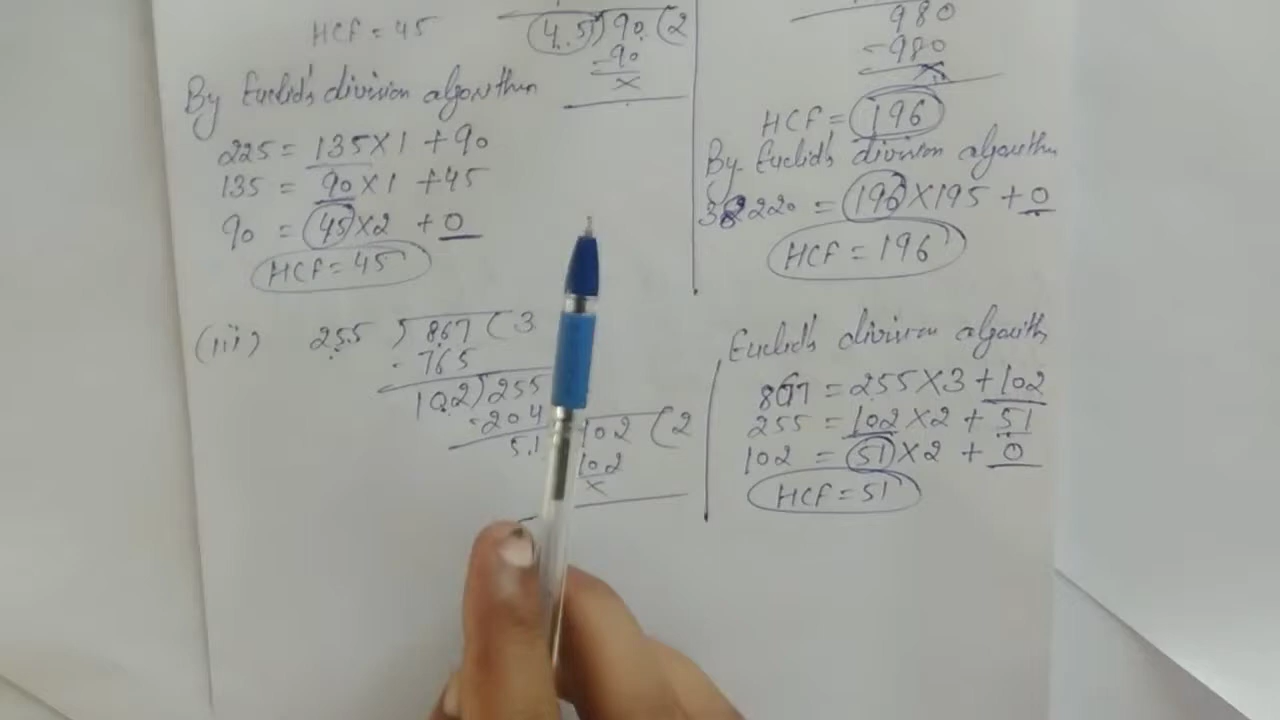 HCF = 45
45) 90 (2
- 90
x
By Euclid's division algorithm
225 = 135 X 1 + 90
135 = 90 X 1 + 45
90 = 45 X 2 + 0
HCF = 45
980
- 980
x
HCF = 196
By Euclid's division algorithm
38220 = 196 X 195 + 0
HCF = 196
(iii) 255 ) 867 ( 3
- 765
102) 255
- 204
51
102 ( 2
102
x
Euclid's division algorith
867 = 255 X 3 + 102
255 = 102 X 2 + 51
102 = 51 X 2 + 0
HCF = 51